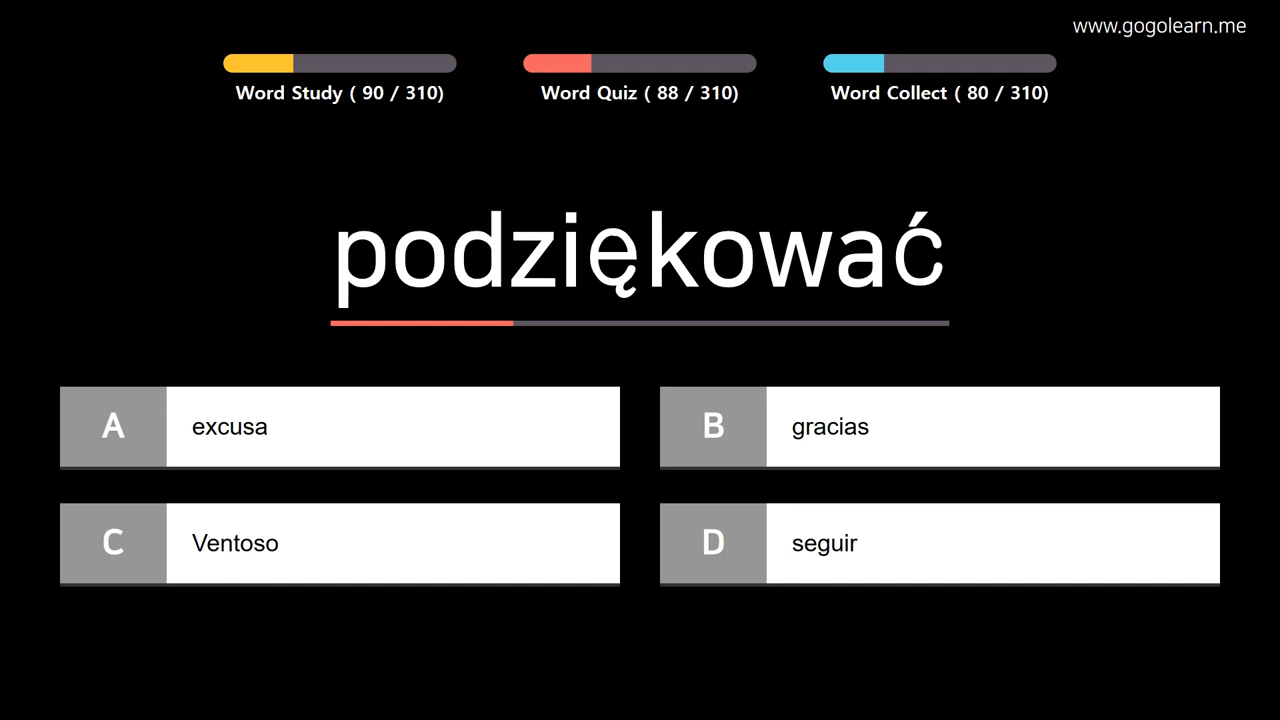 www.gogolearn.me
Word Study ( 90 / 310)
Word Quiz ( 88 / 310)
Word Collect ( 80 / 310)
podziękować
A excusa
B gracias
C Ventoso
D seguir